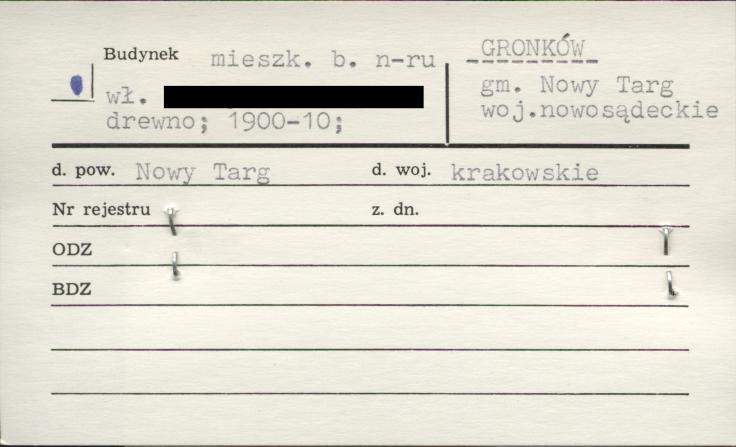 Budynek mieszk. b. n-ru
wł.
drewno; 1900-10;
GRONKÓW
gm. Nowy Targ
woj.nowosądeckie
d. pow. Nowy Targ d. woj. krakowskie
Nr rejestru z. dn.
ODZ
BDZ